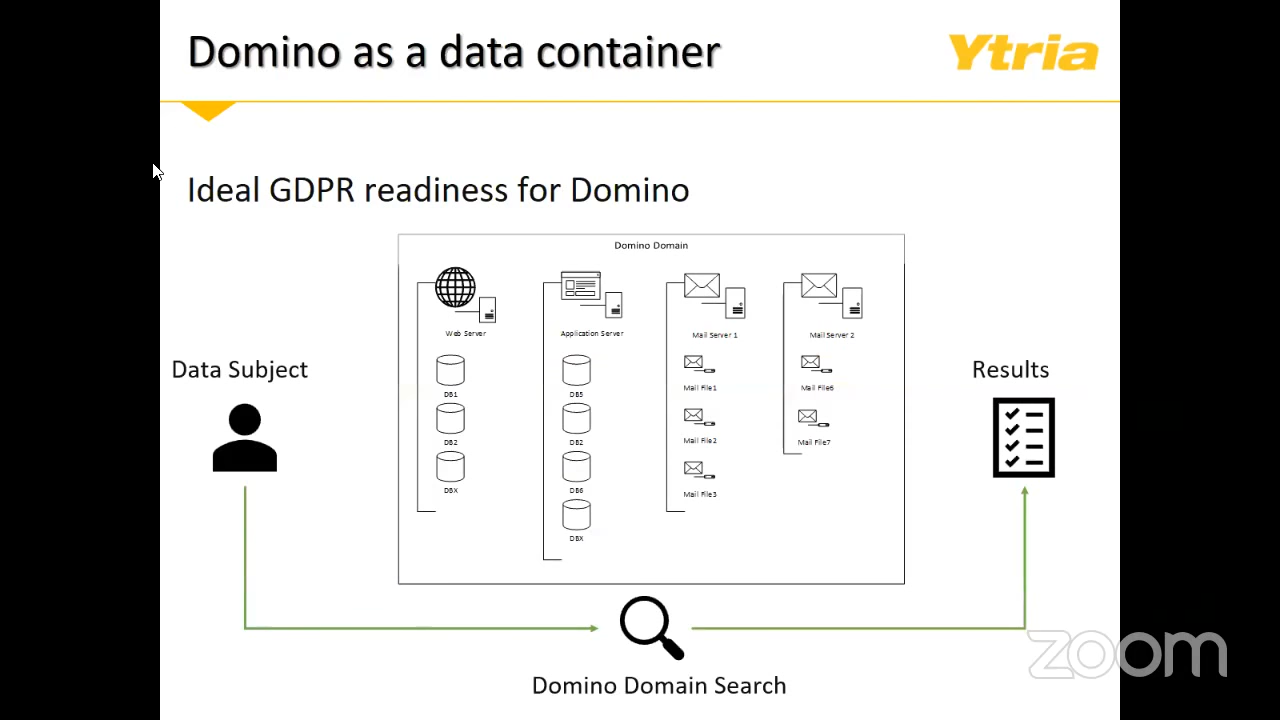 Domino as a data container
Ytria
Ideal GDPR readiness for Domino
Domino Domain
Web Server
Application Server
Mail Server 1
Mail Server 2
Data Subject
Results
DB1
DB5
Mail File1
Mail File6
DB2
DB2
Mail File2
Mail File7
DBX
DB6
Mail File3
DBX
Domino Domain Search
zoom